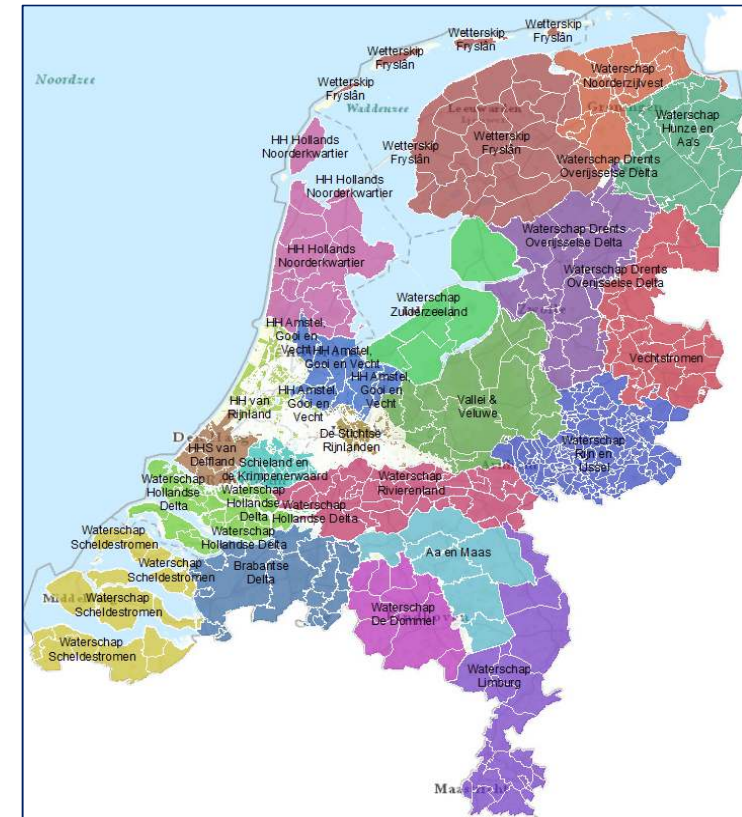 Wetterskip
Fryslân
Wetterskip
Fryslân
Wetterskip
Fryslân
Wetterskip
Fryslân
Noordzee
Waddenzee
Waterschap
Noorderzijlvest
Leeuwarden
Groningen
Waterschap
Hunze en
Aa's
Wetterskip
Fryslân
Wetterskip
Fryslân
HH Hollands
Noorderkwartier
HH Hollands
Noorderkwartier
Waterschap Drents
Overijsselse Delta
HH Hollands
Noorderkwartier
Waterschap Drents
Overijsselse Delta
Waterschap Drents
Overijsselse Delta
Waterschap
Zuiderzeeland
Zwolle
HH Amstel,
Gooi en
Vecht
HH Amstel,
Gooi en Vecht
HH Amstel,
Gooi en
Vecht
HH Amstel,
Gooi en
Vecht
Vechtstromen
HH van
Rijnland
Vallei &
Veluwe
De Stichtse
Rijnlanden
HHS van
Delfland
Schieland en
de Krimpenerwaard
Waterschap
Rijn en
IJssel
Waterschap
Rivierenland
Waterschap
Hollandse
Delta
Waterschap
Hollandse
Delta
Waterschap
Hollandse Delta
Waterschap
Hollandse Delta
Waterschap
Scheldestromen
Waterschap
Scheldestromen
Waterschap
Scheldestromen
Waterschap
Scheldestromen
Brabantse
Delta
Aa en Maas
Waterschap
De Dommel
Waterschap
Limburg